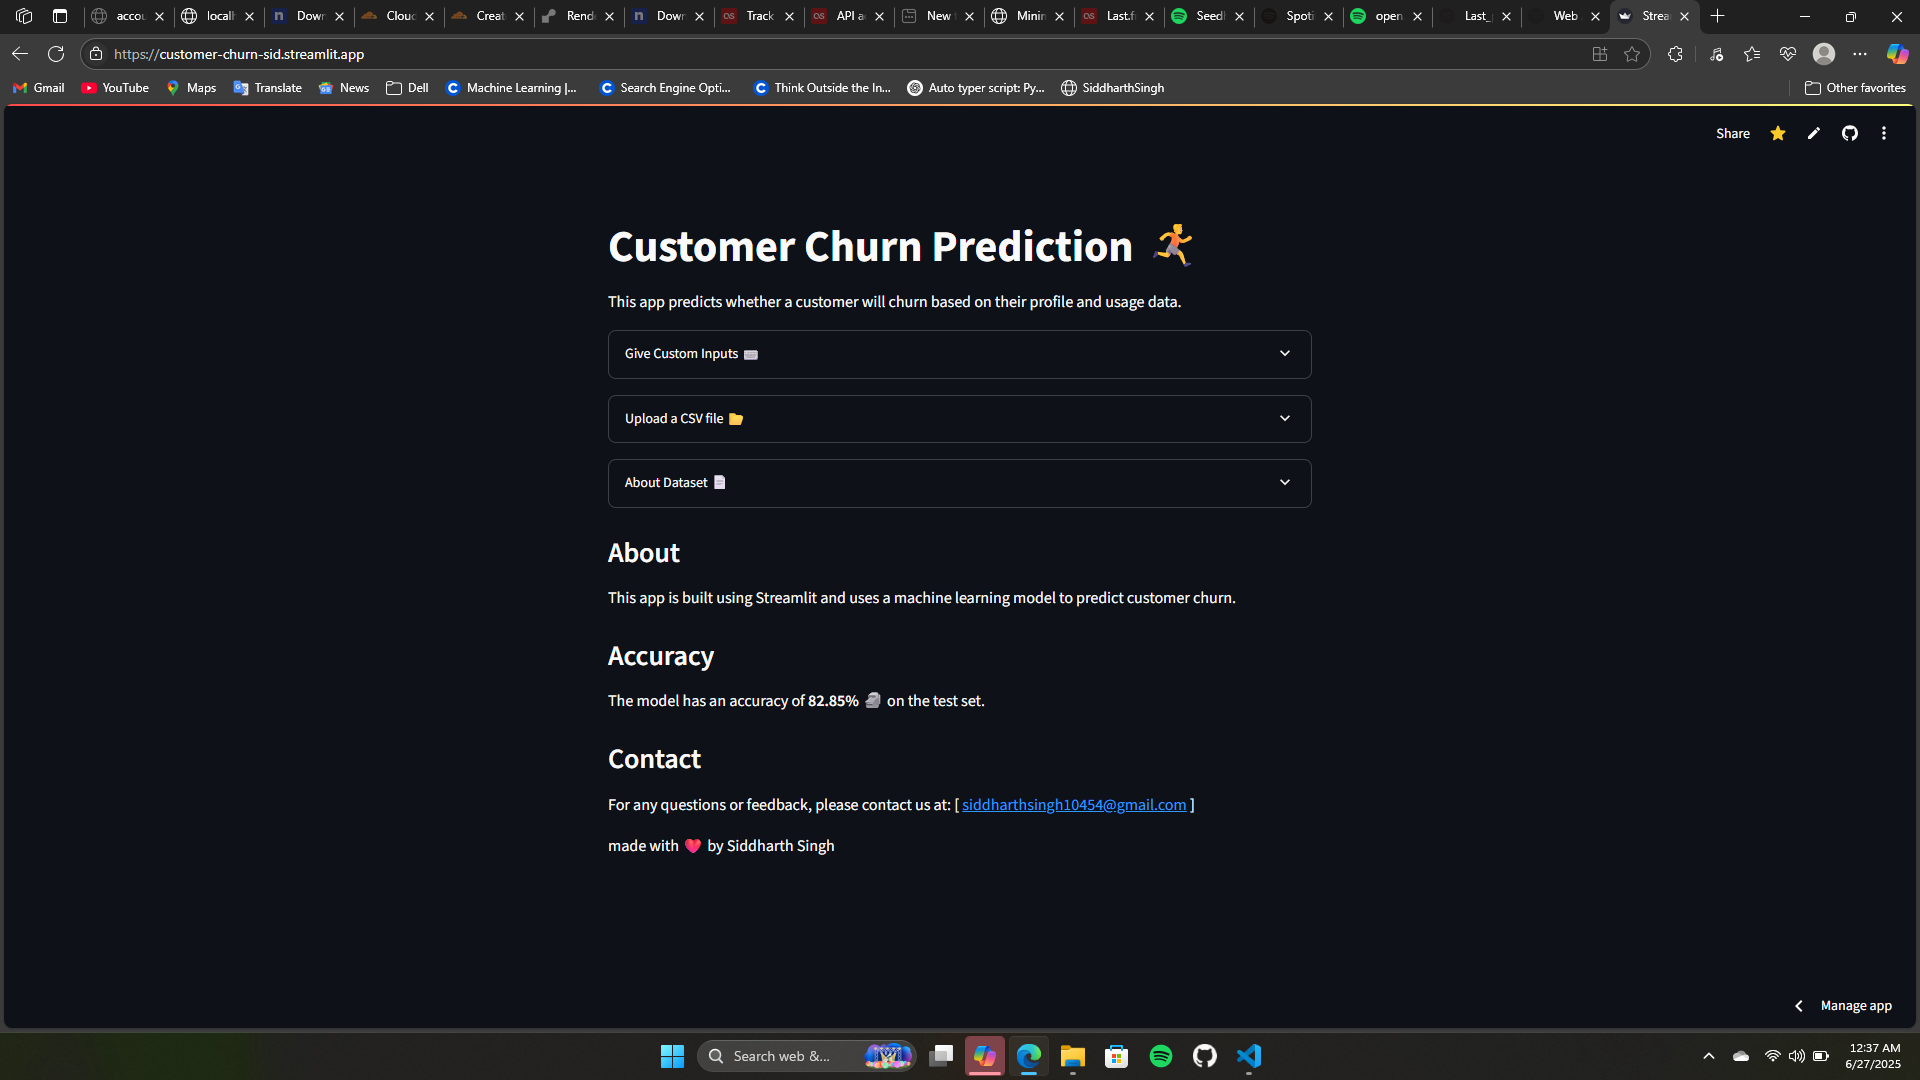 accou
localh
Down
Cloud
Creat
Rend
Down
Track
API a
New
Minin
Last.f
Seedh
Spoti
open
Last_
Web
Strea
https://customer-churn-sid.streamlit.app
Gmail
YouTube
Maps
Translate
News
Dell
Machine Learning |...
Search Engine Opti...
Think Outside the In...
Auto typer script: Py...
SiddharthSingh
Other favorites
Share
Customer Churn Prediction 🏃
This app predicts whether a customer will churn based on their profile and usage data.
Give Custom Inputs ⌨️
Upload a CSV file 📂
About Dataset 📄
About
This app is built using Streamlit and uses a machine learning model to predict customer churn.
Accuracy
The model has an accuracy of 82.85% 🗿 on the test set.
Contact
For any questions or feedback, please contact us at: [ siddharthsingh10454@gmail.com ]
made with ❤️ by Siddharth Singh
Manage app
Search web &...
12:37 AM
6/27/2025